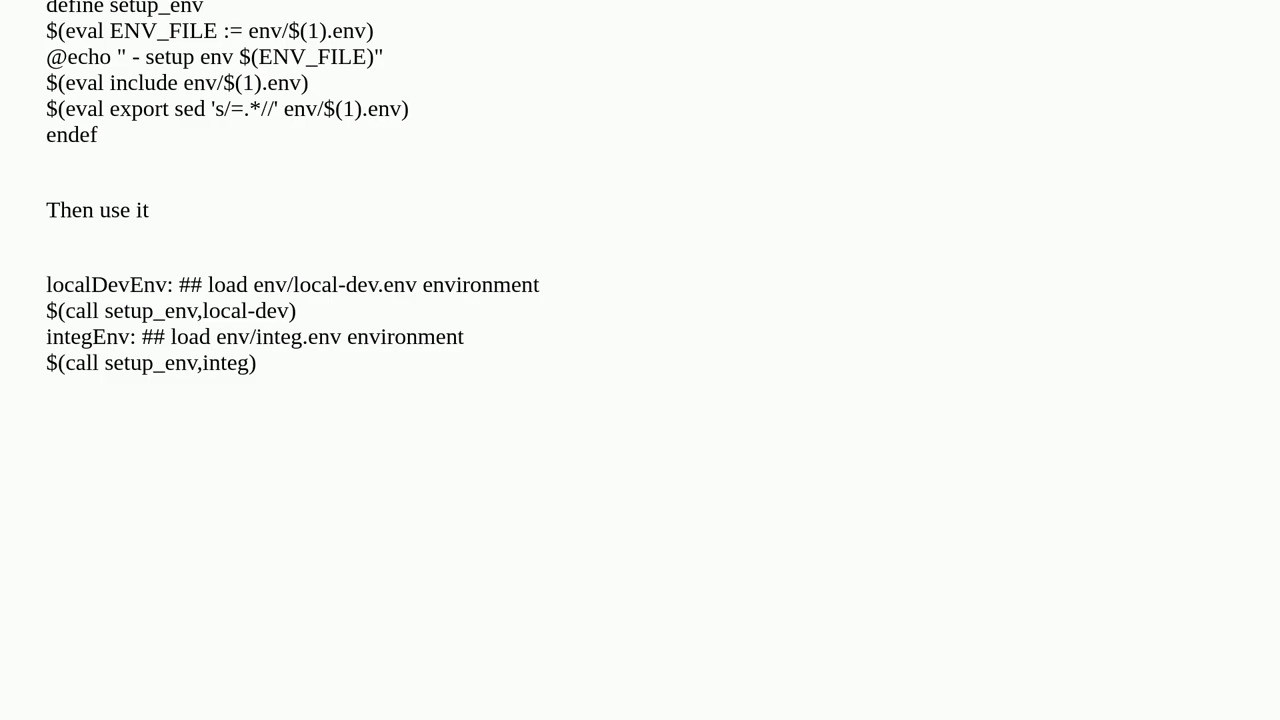 define setup_env
$(eval ENV_FILE := env/$(1).env)
@echo " - setup env $(ENV_FILE)"
$(eval include env/$(1).env)
$(eval export sed 's/=.*//' env/$(1).env)
endef
Then use it
localDevEnv: ## load env/local-dev.env environment
$(call setup_env,local-dev)
integEnv: ## load env/integ.env environment
$(call setup_env,integ)